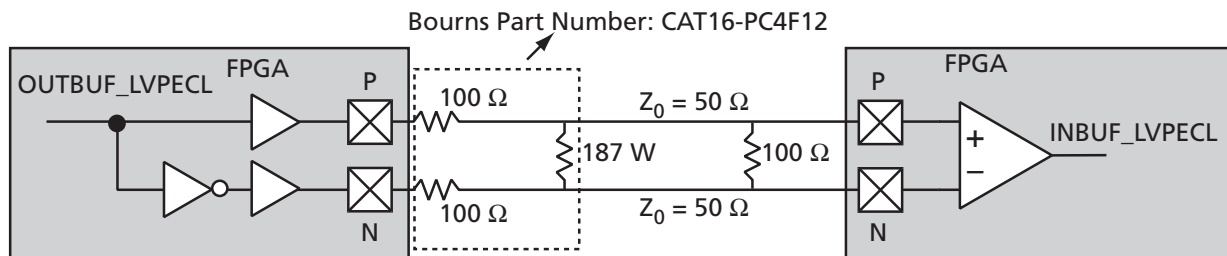 Bourns Part Number: CAT16-PC4F12
FPGA
OUTBUF_LVPECL
P
100 Ω
Z0 = 50 Ω
187 W
100 Ω
N
100 Ω
Z0 = 50 Ω
FPGA
P
+
−
INBUF_LVPECL
N